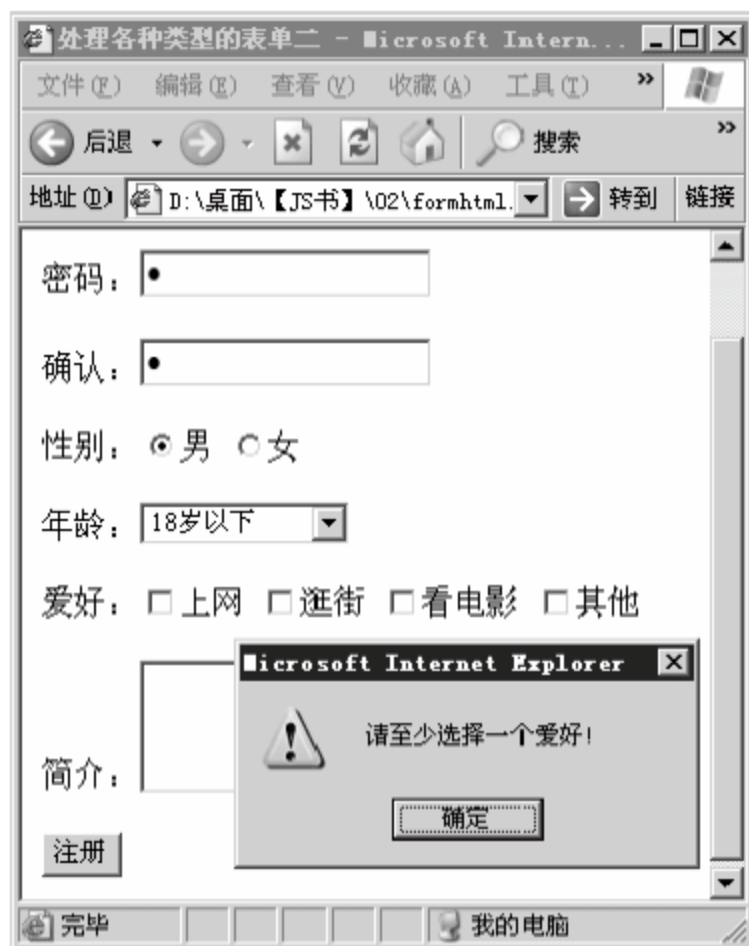 处理各种类型的表单二 - Microsoft Intern...
文件(F) 编辑(E) 查看(V) 收藏(A) 工具(T) »
后退 搜索 »
地址(D) D:\桌面\【JS书】\02\formhtml. 转到 链接
密码：
确认：
性别： 男 女
年龄： 18岁以下
爱好： 上网 逛街 看电影 其他
Microsoft Internet Explorer
请至少选择一个爱好!
简介：
确定
注册
完毕 我的电脑